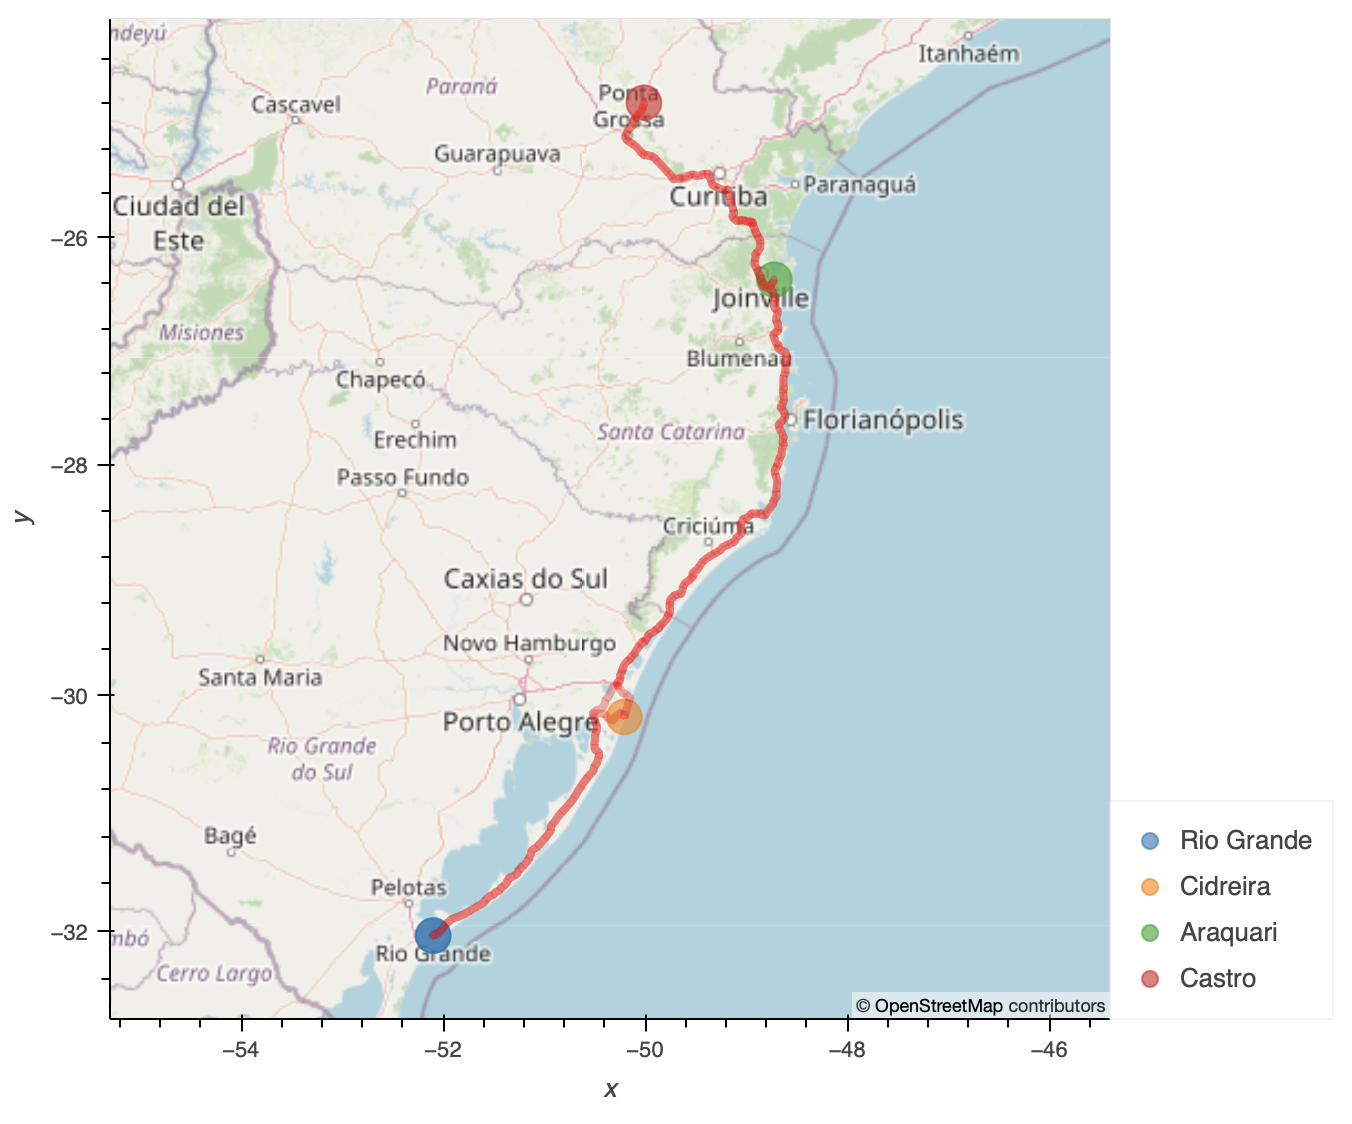 ndeyú
Itanhaém
Paraná
Ponta
Grossa
Cascavel
Guarapuava
Curitiba
Paranaguá
Ciudad del
Este
Joinville
Misiones
Blumenau
Chapecó
Florianópolis
Santa Catarina
Erechim
Passo Fundo
Criciúma
Caxias do Sul
Novo Hamburgo
Santa Maria
Porto Alegre
Rio Grande
do Sul
Bagé
Pelotas
mbó
Rio Grande
Cerro Largo
© OpenStreetMap contributors
−26
−28
−30
−32
y
−54
−52
−50
−48
−46
x
Rio Grande
Cidreira
Araquari
Castro